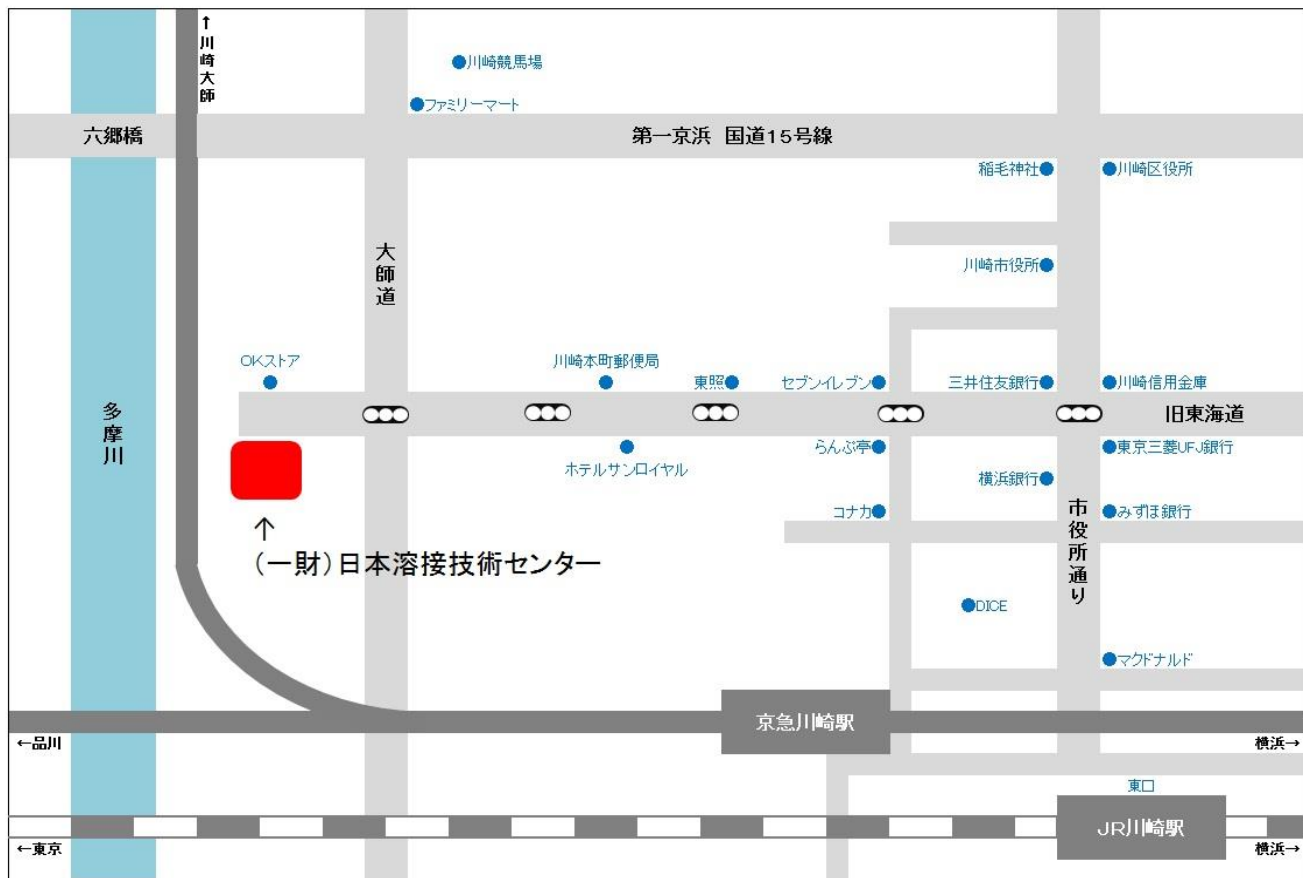 ↑川崎大師
川崎競馬場
ファミリーマート
六郷橋
第一京浜 国道15号線
稲毛神社
川崎区役所
大師道
川崎市役所
OKストア
川崎本町郵便局
東照
セブンイレブン
三井住友銀行
川崎信用金庫
多摩川
旧東海道
ホテルサンロイヤル
らんぷ亭
東京三菱UFJ銀行
横浜銀行
コナカ
市役所通り
みずほ銀行
↑
(一財)日本溶接技術センター
DICE
マクドナルド
京急川崎駅
←品川
横浜→
東口
JR川崎駅
←東京
横浜→